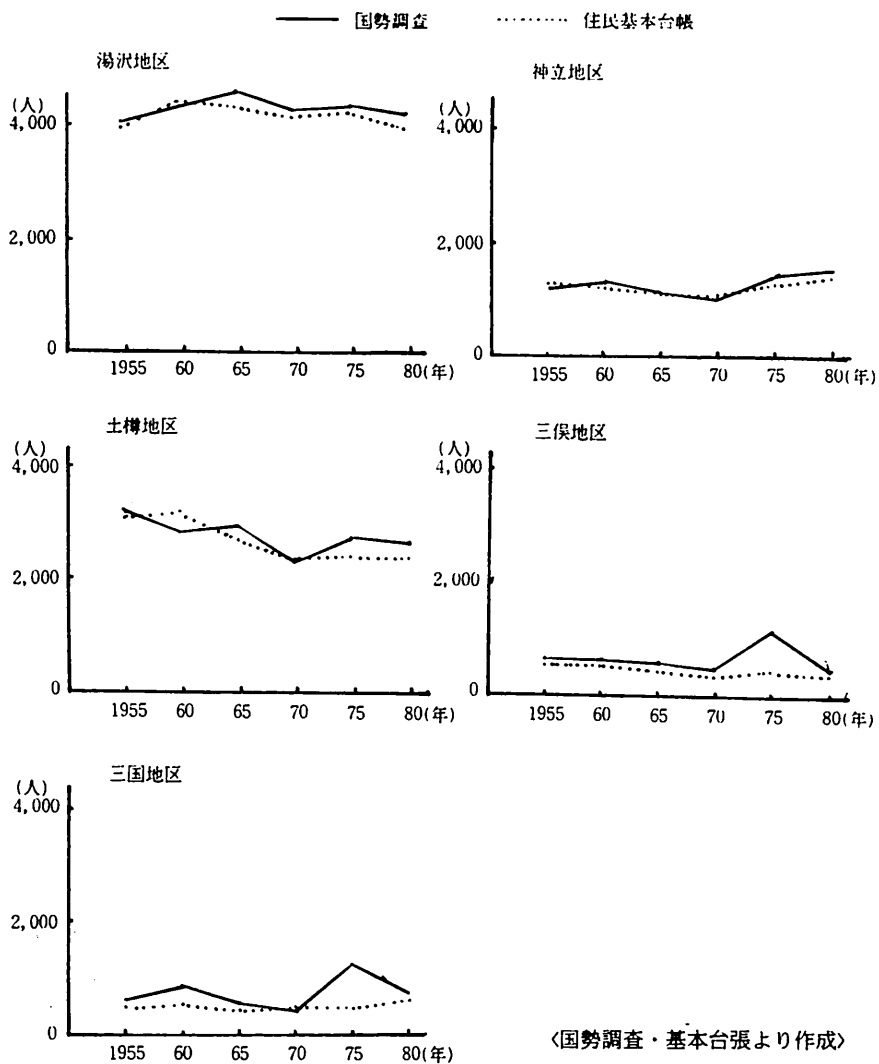 国勢調査 住民基本台帳
湯沢地区
(人)
4,000
2,000
0
1955 60 65 70 75 80(年)
神立地区
(人)
4,000
2,000
0
1955 60 65 70 75 80(年)
土樽地区
(人)
4,000
2,000
0
1955 60 65 70 75 80(年)
三俣地区
(人)
4,000
2,000
0
1955 60 65 70 75 80(年)
三国地区
(人)
4,000
2,000
0
1955 60 65 70 75 80(年)
〈国勢調査・基本台張より作成〉